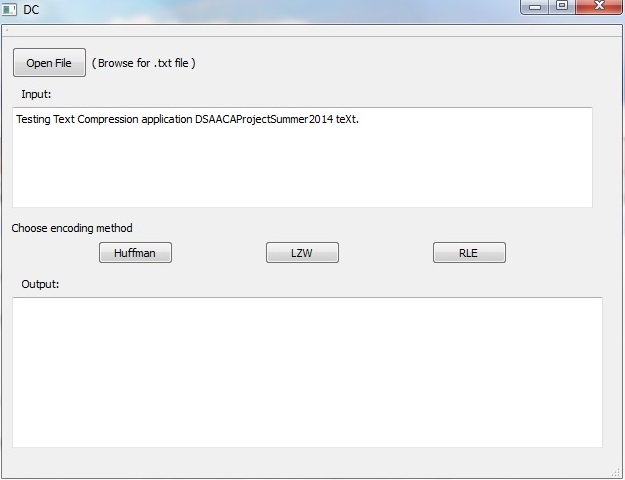 DC
Open File ( Browse for .txt file )
Input:
Testing Text Compression application DSAACAProjectSummer2014 teXt.
Choose encoding method
Huffman LZW RLE
Output: